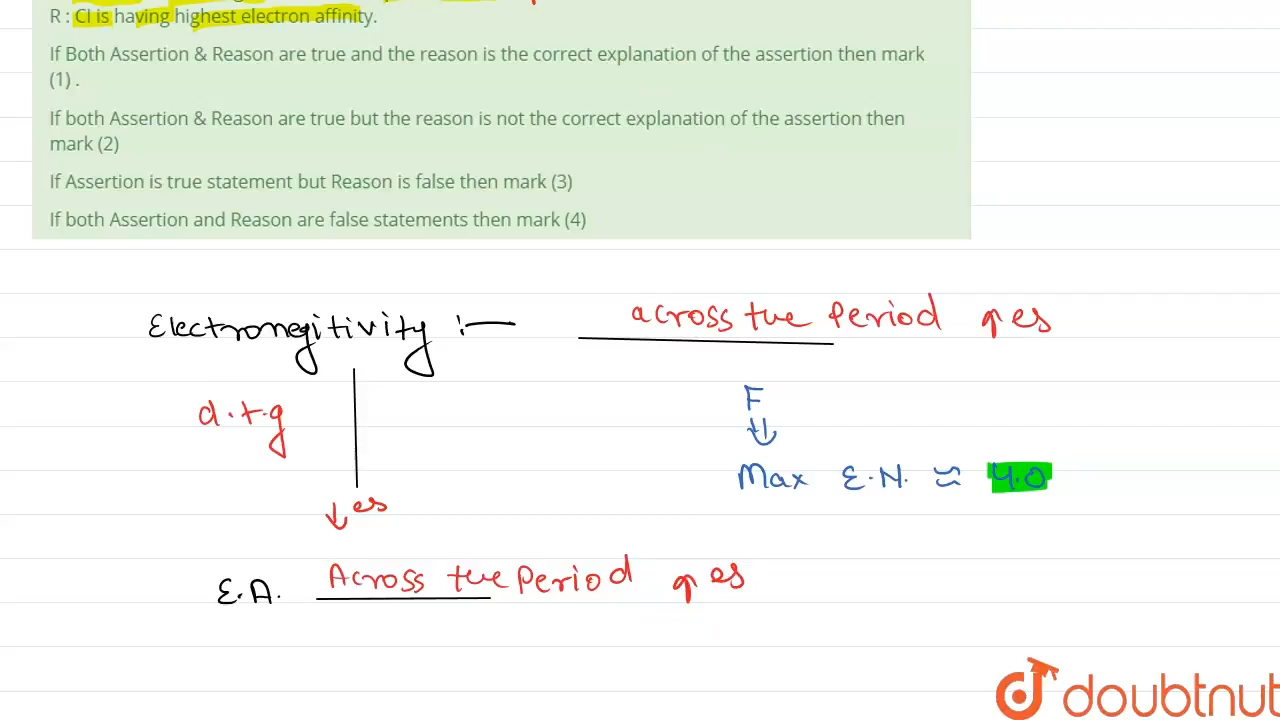 R : Cl is having highest electron affinity.
If Both Assertion & Reason are true and the reason is the correct explanation of the assertion then mark
(1) .
If both Assertion & Reason are true but the reason is not the correct explanation of the assertion then
mark (2)
If Assertion is true statement but Reason is false then mark (3)
If both Assertion and Reason are false statements then mark (4)
Electronegitivity :— across the Period ↑ es
d.t.g
F
↓
Max E.N. ≃ 4.0
↓ es
E.A. Across the Period ↑ es
doubtnut